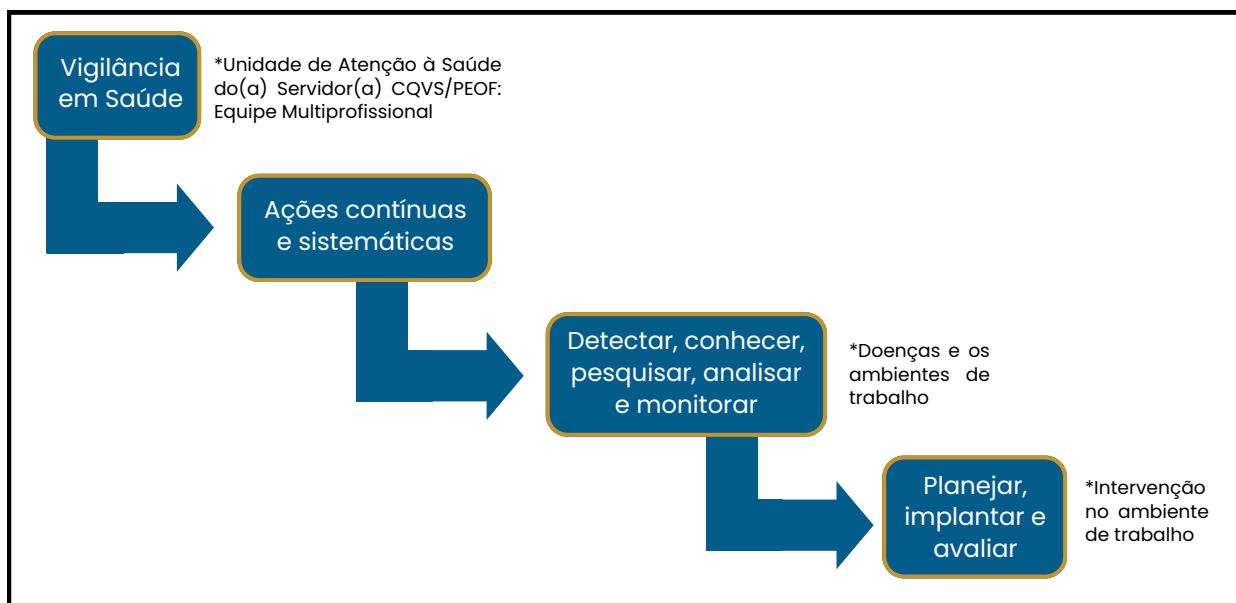 Vigilância
em Saúde
*Unidade de Atenção à Saúde
do(a) Servidor(a) CQVS/PEOF:
Equipe Multiprofissional
Ações contínuas
e sistemáticas
Detectar, conhecer,
pesquisar, analisar
e monitorar
*Doenças e os
ambientes de
trabalho
Planejar,
implantar e
avaliar
*Intervenção
no ambiente
de trabalho